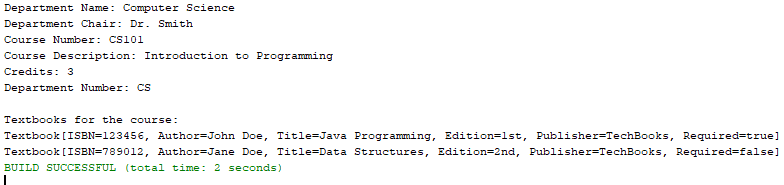 Department Name: Computer Science
Department Chair: Dr. Smith
Course Number: CS101
Course Description: Introduction to Programming
Credits: 3
Department Number: CS
Textbooks for the course:
Textbook[ISBN=123456, Author=John Doe, Title=Java Programming, Edition=1st, Publisher=TechBooks, Required=true]
Textbook[ISBN=789012, Author=Jane Doe, Title=Data Structures, Edition=2nd, Publisher=TechBooks, Required=false]
BUILD SUCCESSFUL (total time: 2 seconds)